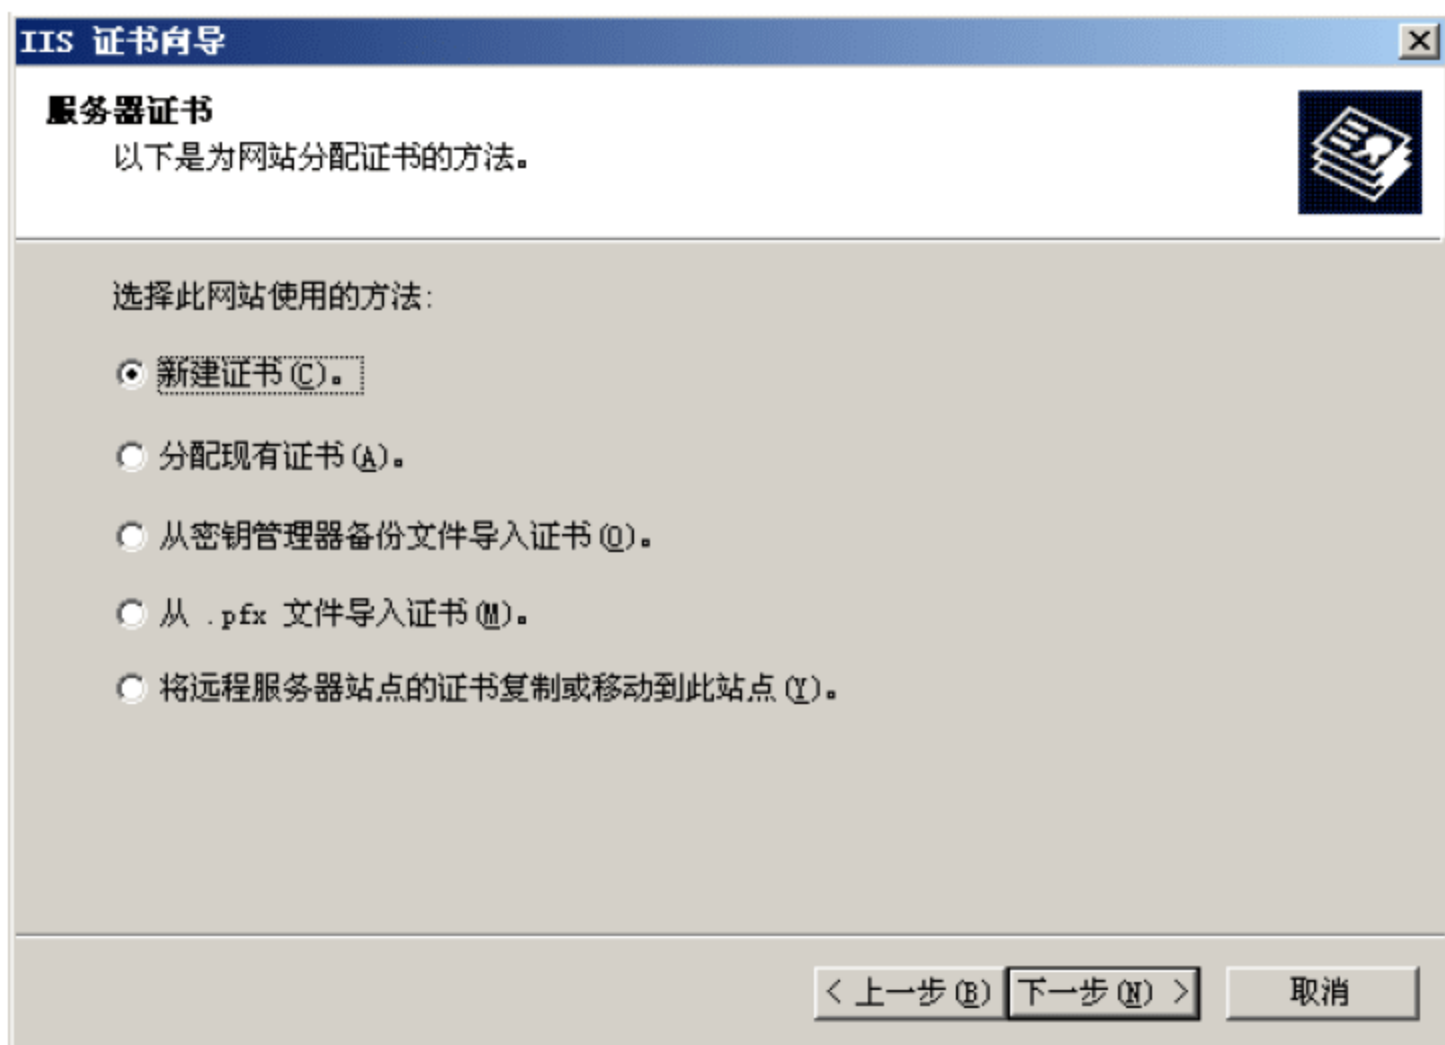 IIS 证书向导
服务器证书
以下是为网站分配证书的方法。
选择此网站使用的方法:
新建证书(C)。
分配现有证书(A)。
从密钥管理器备份文件导入证书(O)。
从 .pfx 文件导入证书(M)。
将远程服务器站点的证书复制或移动到此站点(Y)。
< 上一步(B) 下一步(N) > 取消